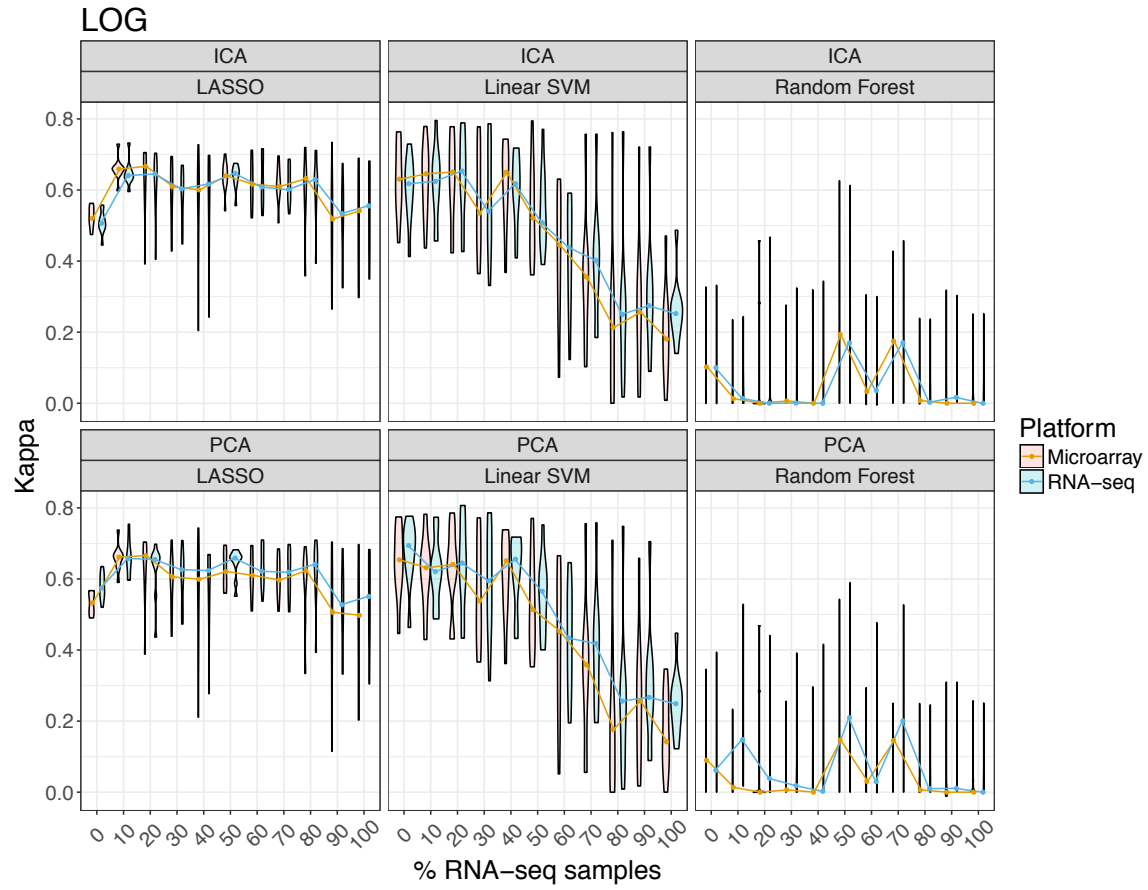 LOG
ICA ICA ICA
LASSO Linear SVM Random Forest
0.8
0.6
0.4
0.2
0.0
PCA PCA PCA
LASSO Linear SVM Random Forest
0.8
0.6
0.4
0.2
0.0
Kappa
0 10 20 30 40 50 60 70 80 90 100 0 10 20 30 40 50 60 70 80 90 100 0 10 20 30 40 50 60 70 80 90 100
% RNA−seq samples
Platform
Microarray
RNA−seq